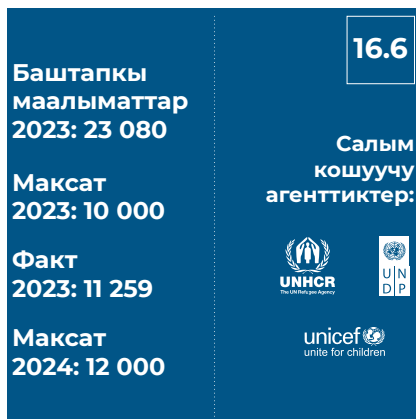 Баштапкы
маалыматтар
2023: 23 080
Максат
2023: 10 000
Факт
2023: 11 259
Максат
2024: 12 000
16.6
Салым
кошуучу
агенттиктер:
UNHCR
The UN Refugee Agency
U N
D P
unicef
unite for children